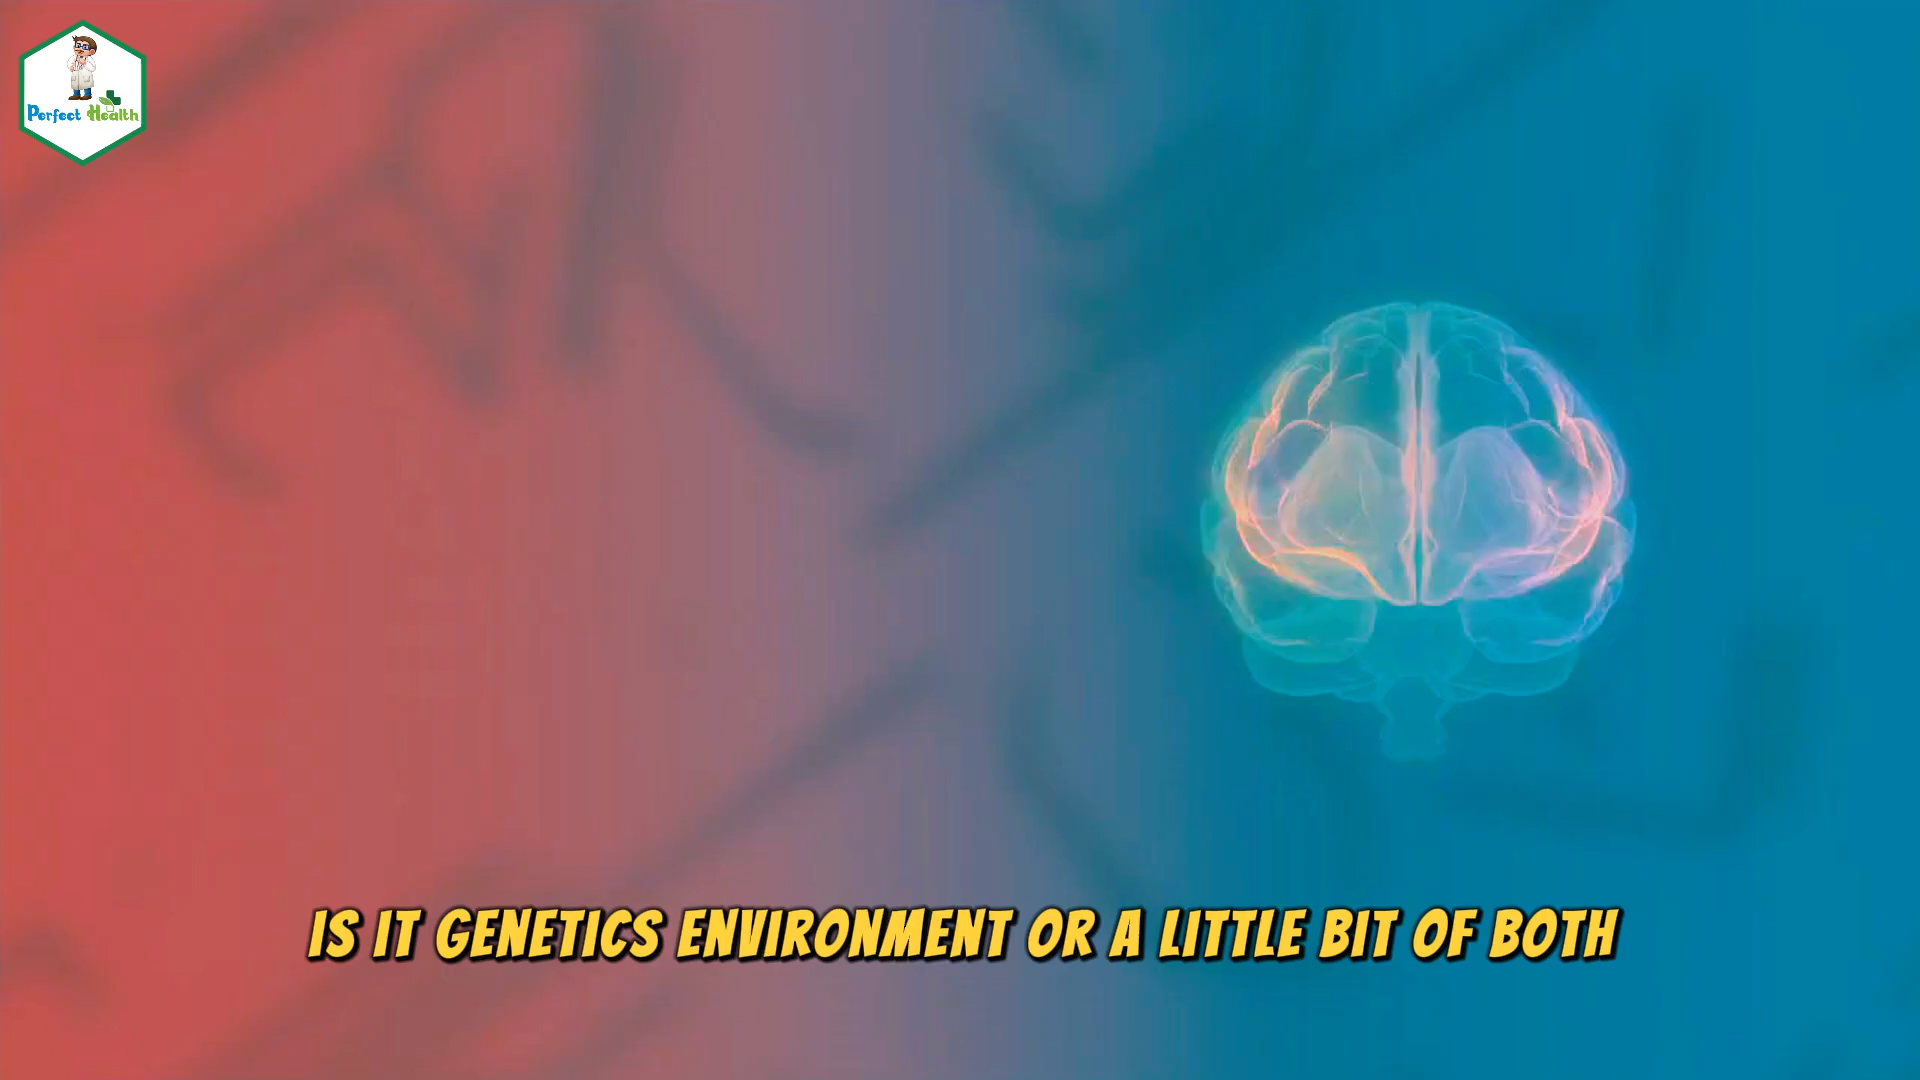 Perfect Health
IS IT GENETICS ENVIRONMENT OR A LITTLE BIT OF BOTH